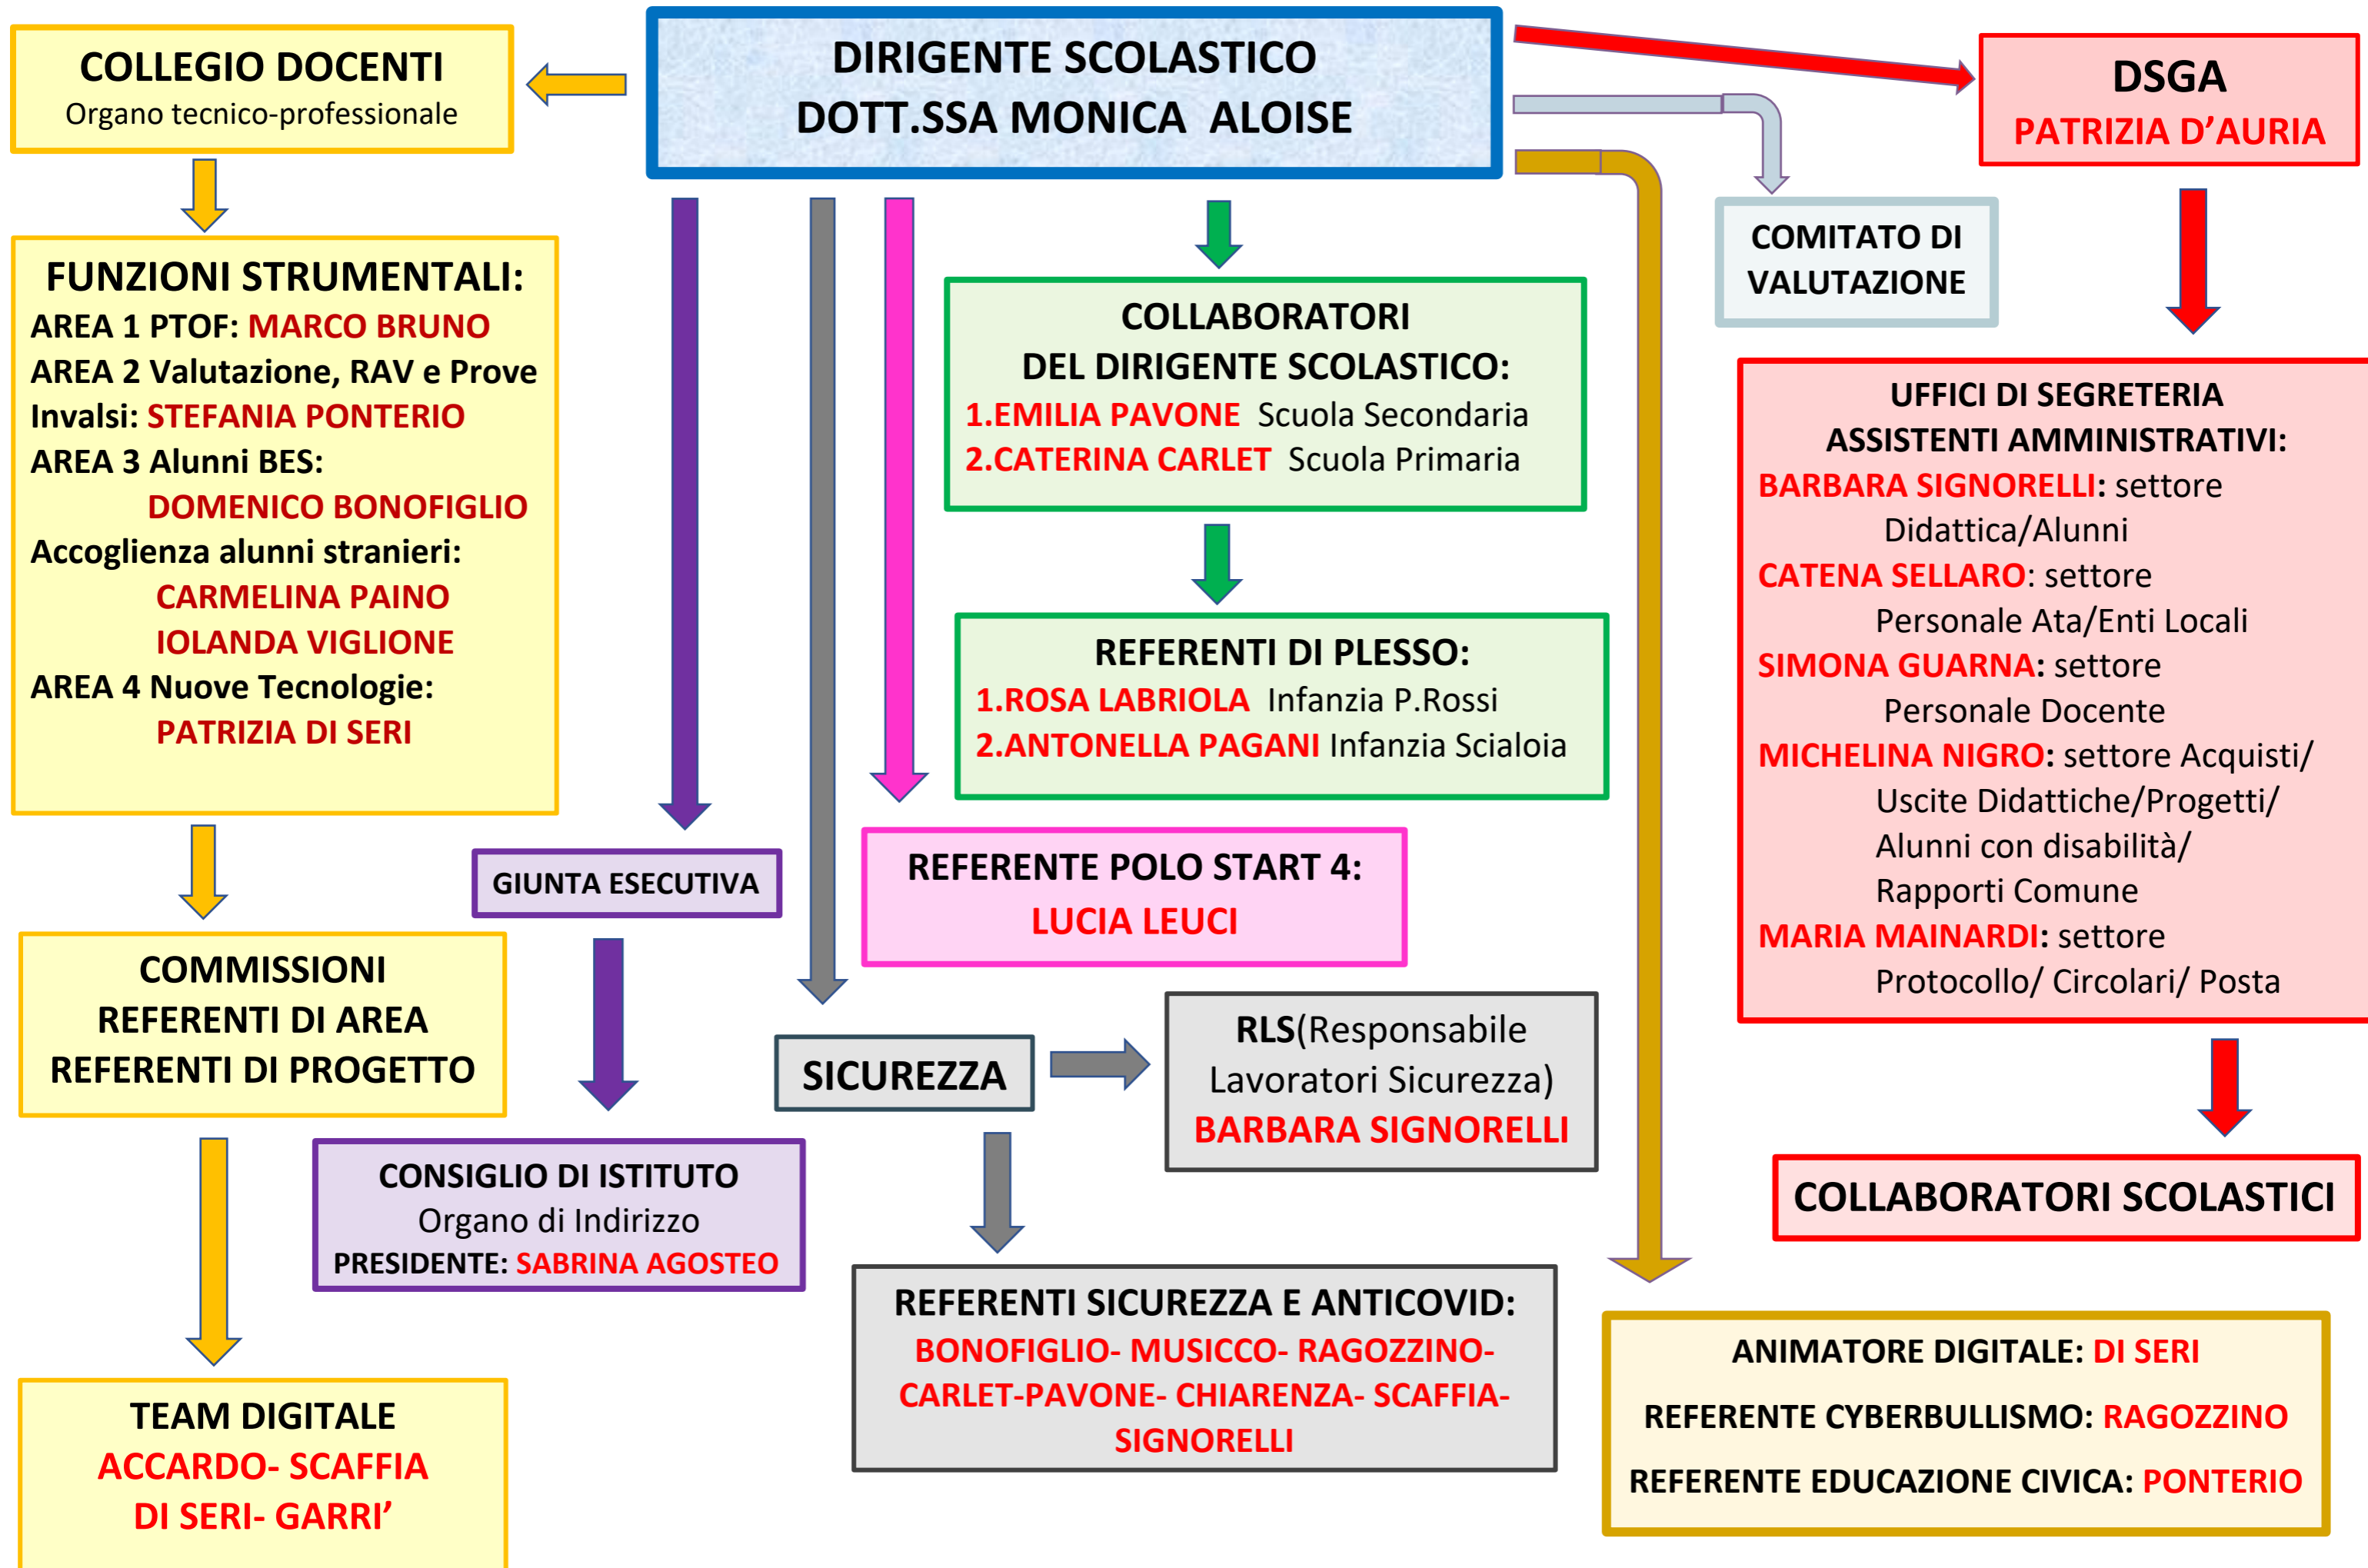 COLLEGIO DOCENTI
Organo tecnico-professionale
DIRIGENTE SCOLASTICO
DOTT.SSA MONICA ALOISE
DSGA
PATRIZIA D’AURIA
FUNZIONI STRUMENTALI:
AREA 1 PTOF: MARCO BRUNO
AREA 2 Valutazione, RAV e Prove
Invalsi: STEFANIA PONTERIO
AREA 3 Alunni BES:
DOMENICO BONOFIGLIO
Accoglienza alunni stranieri:
CARMELINA PAINO
IOLANDA VIGLIONE
AREA 4 Nuove Tecnologie:
PATRIZIA DI SERI
COLLABORATORI
DEL DIRIGENTE SCOLASTICO:
1.EMILIA PAVONE Scuola Secondaria
2.CATERINA CARLET Scuola Primaria
COMITATO DI
VALUTAZIONE
UFFICI DI SEGRETERIA
ASSISTENTI AMMINISTRATIVI:
BARBARA SIGNORELLI: settore
Didattica/Alunni
CATENA SELLARO: settore
Personale Ata/Enti Locali
SIMONA GUARNA: settore
Personale Docente
MICHELINA NIGRO: settore Acquisti/
Uscite Didattiche/Progetti/
Alunni con disabilità/
Rapporti Comune
MARIA MAINARDI: settore
Protocollo/ Circolari/ Posta
REFERENTI DI PLESSO:
1.ROSA LABRIOLA Infanzia P.Rossi
2.ANTONELLA PAGANI Infanzia Scialoia
GIUNTA ESECUTIVA
REFERENTE POLO START 4:
LUCIA LEUCI
COMMISSIONI
REFERENTI DI AREA
REFERENTI DI PROGETTO
SICUREZZA
RLS(Responsabile
Lavoratori Sicurezza)
BARBARA SIGNORELLI
CONSIGLIO DI ISTITUTO
Organo di Indirizzo
PRESIDENTE: SABRINA AGOSTEO
COLLABORATORI SCOLASTICI
REFERENTI SICUREZZA E ANTICOVID:
BONOFIGLIO- MUSICCO- RAGOZZINO-
CARLET-PAVONE- CHIARENZA- SCAFFIA-
SIGNORELLI
ANIMATORE DIGITALE: DI SERI
REFERENTE CYBERBULLISMO: RAGOZZINO
REFERENTE EDUCAZIONE CIVICA: PONTERIO
TEAM DIGITALE
ACCARDO- SCAFFIA
DI SERI- GARRI’